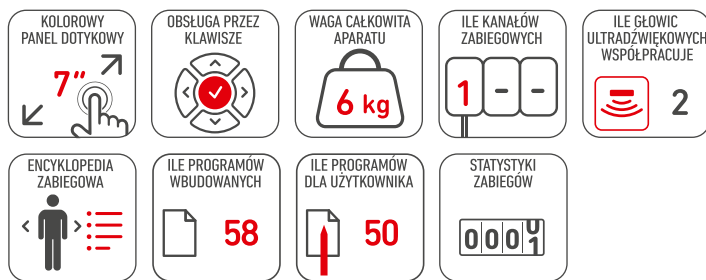 KOLOROWY
PANEL DOTYKOWY
7"
OBSŁUGA PRZEZ
KLAWISZE
WAGA CAŁKOWITA
APARATU
6 kg
ILE KANAŁÓW
ZABIEGOWYCH
1 - -
ILE GŁOWIC
ULTRADŹWIĘKOWYCH
WSPÓŁPRACUJE
2
ENCYKLOPEDIA
ZABIEGOWA
ILE PROGRAMÓW
WBUDOWANYCH
58
ILE PROGRAMÓW
DLA UŻYTKOWNIKA
50
STATYSTYKI
ZABIEGÓW
0001